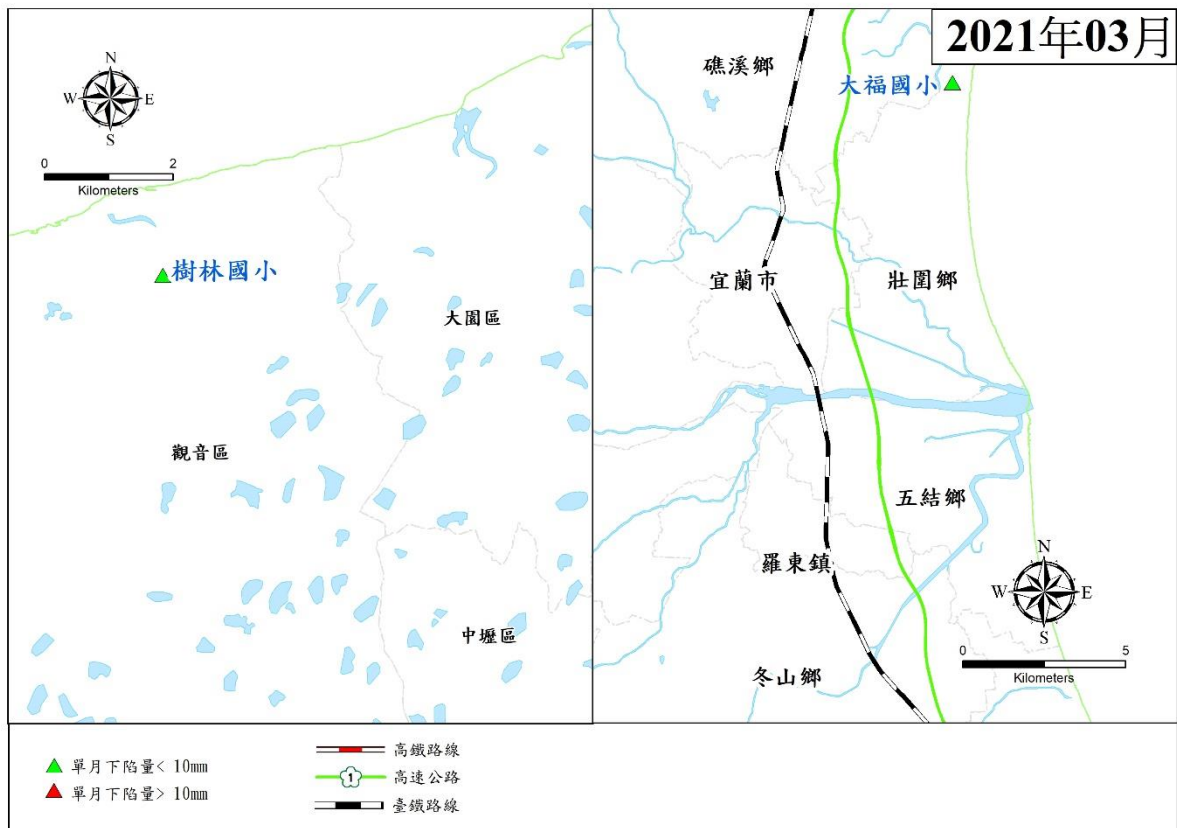 2021年03月
N
W
E
S
0
2
Kilometers
樹林國小
大園區
觀音區
中壢區
礁溪鄉
大福國小
宜蘭市
壯圍鄉
五結鄉
羅東鎮
冬山鄉
N
W
E
S
0
5
Kilometers
單月下陷量< 10mm
單月下陷量> 10mm
高鐵路線
1
高速公路
臺鐵路線